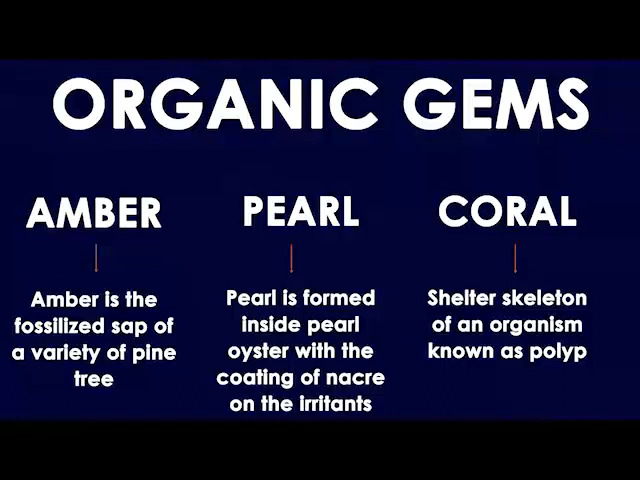 ORGANIC GEMS
AMBER
Amber is the
fossilized sap of
a variety of pine
tree
PEARL
Pearl is formed
inside pearl
oyster with the
coating of nacre
on the irritants
CORAL
Shelter skeleton
of an organism
known as polyp